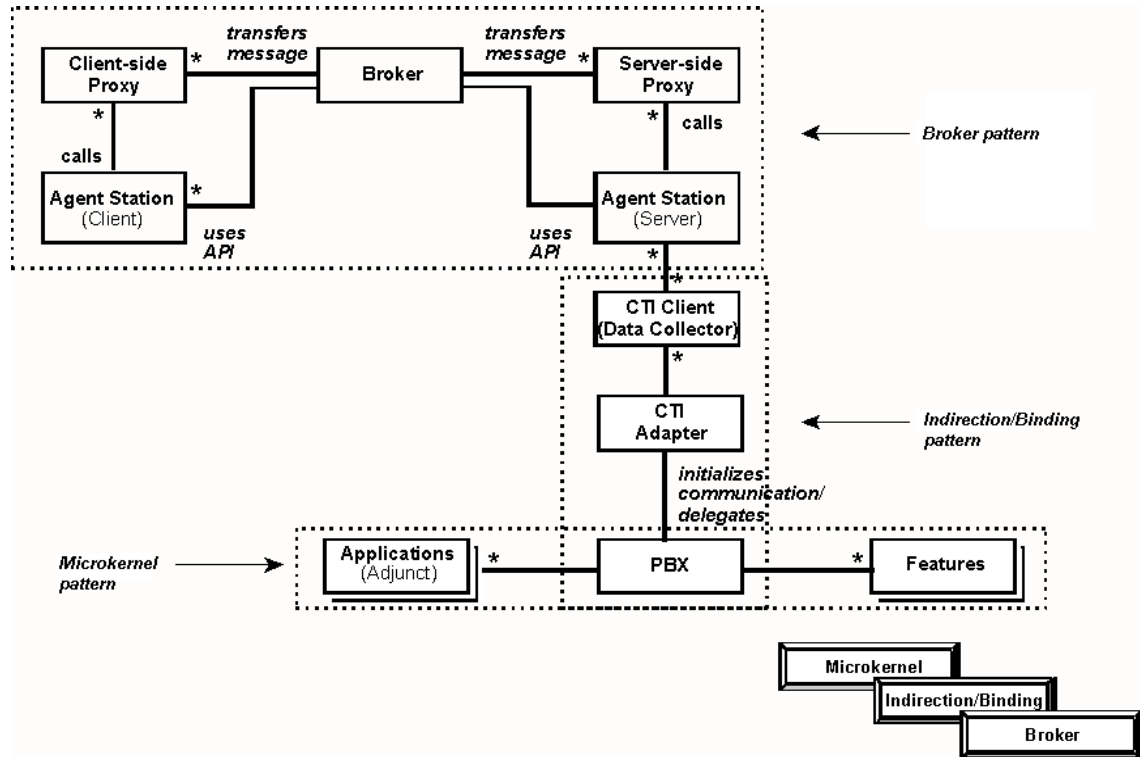 transfers
message
transfers
message
Client-side
Proxy
*
Broker
*
Server-side
Proxy
*
calls
*
calls
Broker pattern
Agent Station
(Client)
*
uses
API
uses
API
Agent Station
(Server)
*
*
CTI Client
(Data Collector)
*
CTI
Adapter
Indirection/Binding
pattern
initializes
communication/
delegates
Microkernel
pattern
Applications
(Adjunct)
*
PBX
*
Features
Microkernel
Indirection/Binding
Broker